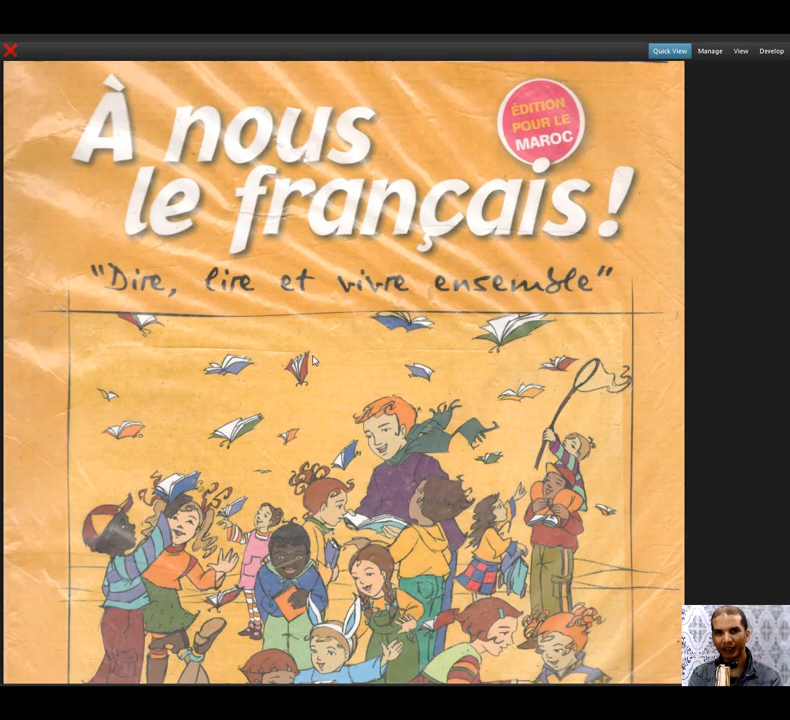 Quick View Manage View Develop
À nous
le français !
ÉDITION
POUR LE
MAROC
"Dire, lire et vivre ensemble"